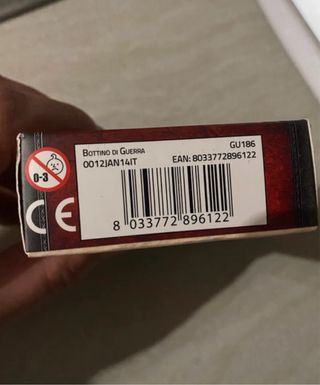 BOTTINO DI GUERRA
GU186
0012JAN14IT
EAN: 8033772896122
0-3
CE
8 033772 896122